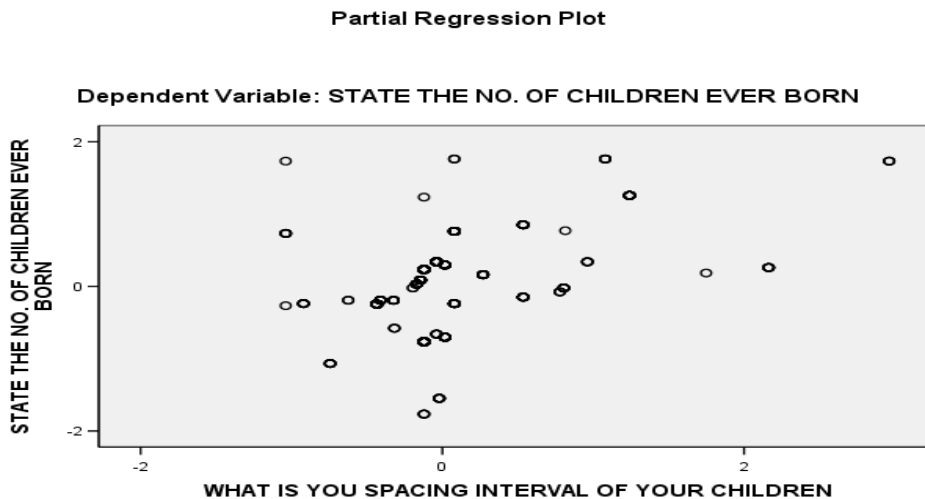 Partial Regression Plot
Dependent Variable: STATE THE NO. OF CHILDREN EVER BORN
STATE THE NO. OF CHILDREN EVER
BORN
2
0
-2
-2
0
2
WHAT IS YOU SPACING INTERVAL OF YOUR CHILDREN